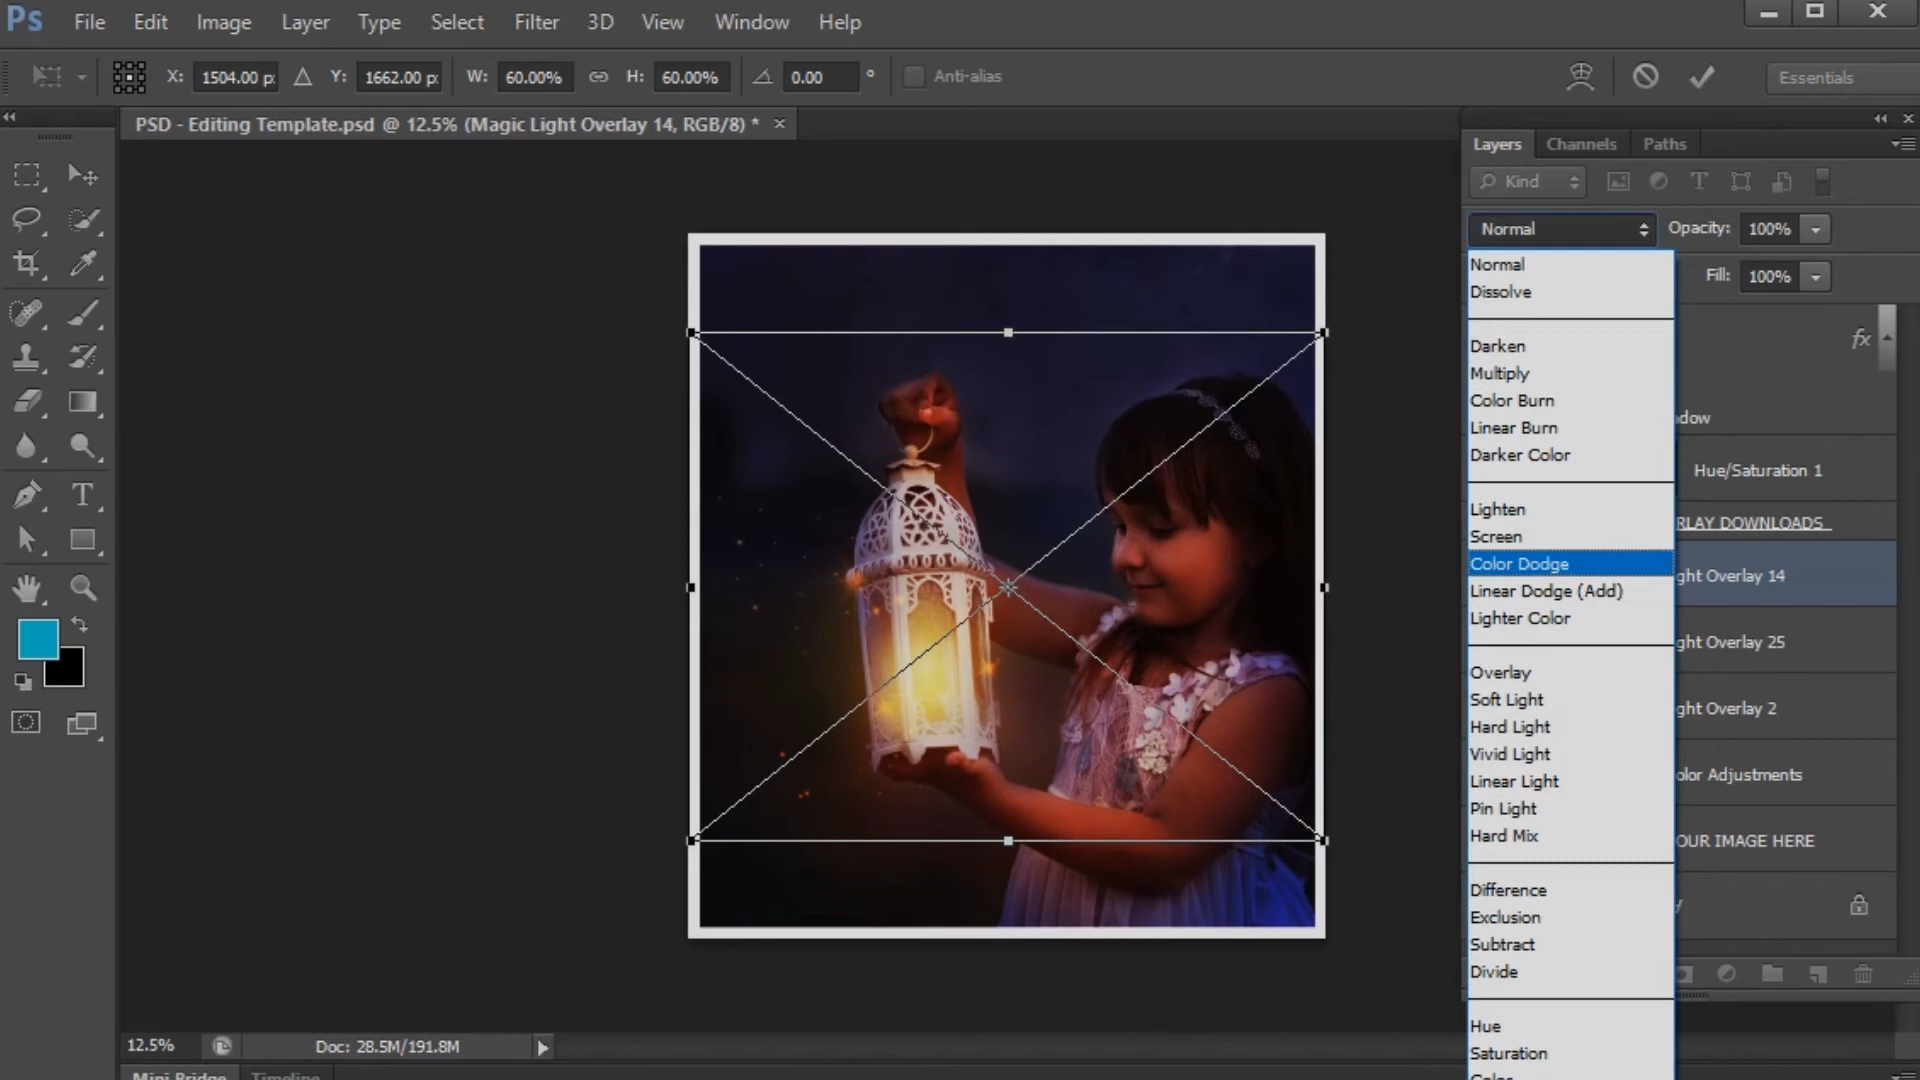 Ps File Edit Image Layer Type Select Filter 3D View Window Help
X: 1504.00 p: Y: 1662.00 p: W: 60.00% H: 60.00% 0.00 ° Anti-alias Essentials
PSD - Editing Template.psd @ 12.5% (Magic Light Overlay 14, RGB/8) * ×
Layers Channels Paths
Kind
Normal Opacity: 100%
Fill: 100%
Normal
Dissolve
Darken
Multiply
Color Burn
Linear Burn
Darker Color
Lighten
Screen
Color Dodge
Linear Dodge (Add)
Lighter Color
Overlay
Soft Light
Hard Light
Vivid Light
Linear Light
Pin Light
Hard Mix
Difference
Exclusion
Subtract
Divide
Hue
Saturation
Color
fx
dow
Hue/Saturation 1
RLAY DOWNLOADS
ght Overlay 14
ght Overlay 25
ght Overlay 2
olor Adjustments
OUR IMAGE HERE
y
12.5% Doc: 28.5M/191.8M
Mini Bridge Timeline